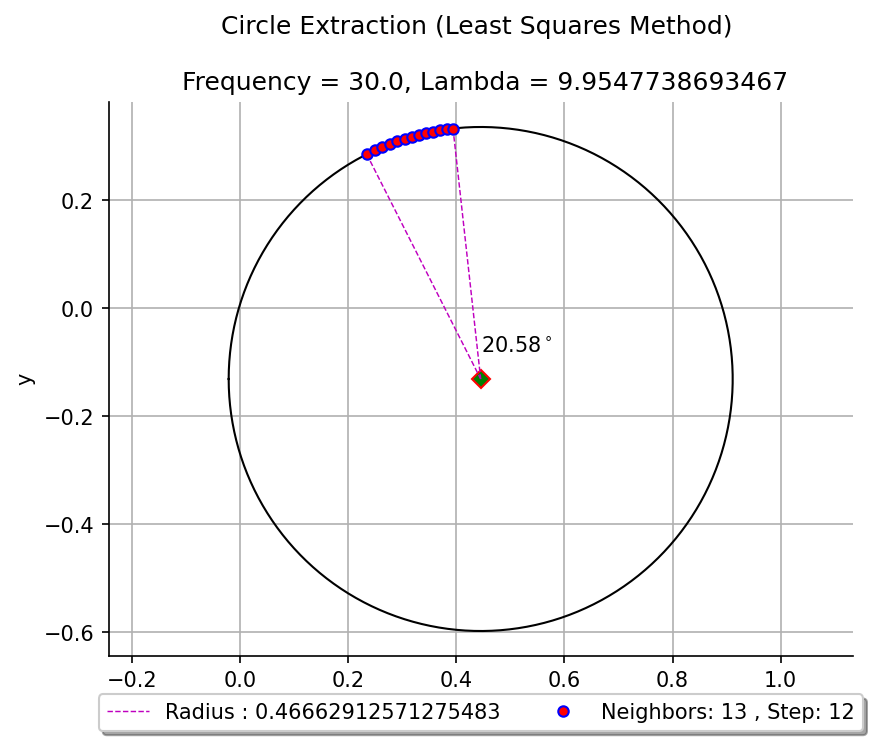 Circle Extraction (Least Squares Method)
Frequency = 30.0, Lambda = 9.9547738693467
0.2
0.0
−0.2
−0.4
−0.6
y
20.58°
−0.2 0.0 0.2 0.4 0.6 0.8 1.0
Radius : 0.46662912571275483 Neighbors: 13 , Step: 12